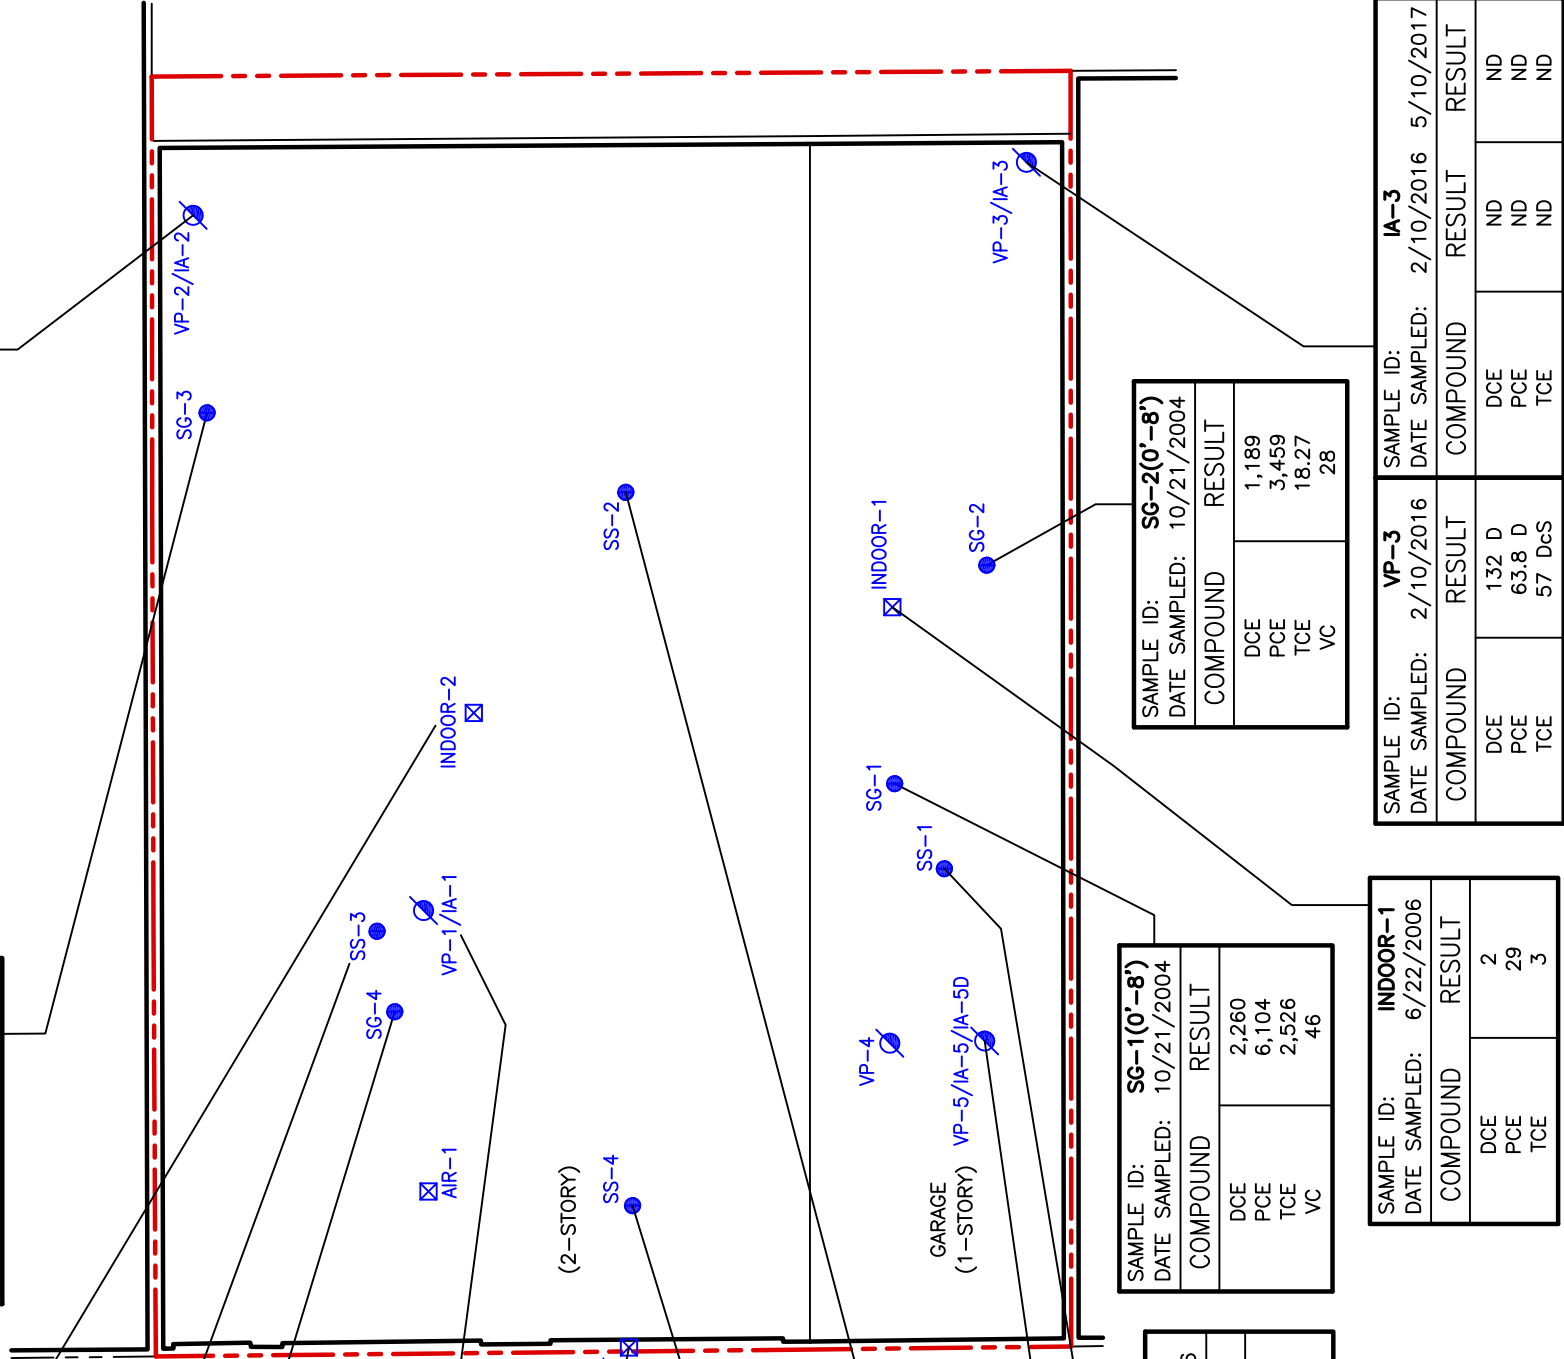 VP-2/IA-2
SG-3
SS-2
INDOOR-2
SS-3
VP-1/IA-1
SG-4
AIR-1
(2-STORY)
SS-4
VP-3/IA-3
INDOOR-1
SG-2
SG-1
SS-1
VP-4
VP-5/IA-5/IA-5D
GARAGE
(1-STORY)
SAMPLE ID: SG-2(0'-8')
DATE SAMPLED: 10/21/2004
COMPOUND RESULT
DCE 1,189
PCE 3,459
TCE 18.27
VC 28
SAMPLE ID: SG-1(0'-8')
DATE SAMPLED: 10/21/2004
COMPOUND RESULT
DCE 2,260
PCE 6,104
TCE 2,526
VC 46
SAMPLE ID: VP-3
DATE SAMPLED: 2/10/2016
COMPOUND RESULT
DCE 132 D
PCE 63.8 D
TCE 57 DcS
SAMPLE ID: IA-3
DATE SAMPLED: 2/10/2016 5/10/2017
COMPOUND RESULT RESULT
DCE ND ND
PCE ND ND
TCE ND ND
SAMPLE ID: INDOOR-1
DATE SAMPLED: 6/22/2006
COMPOUND RESULT
DCE 2
PCE 29
TCE 3